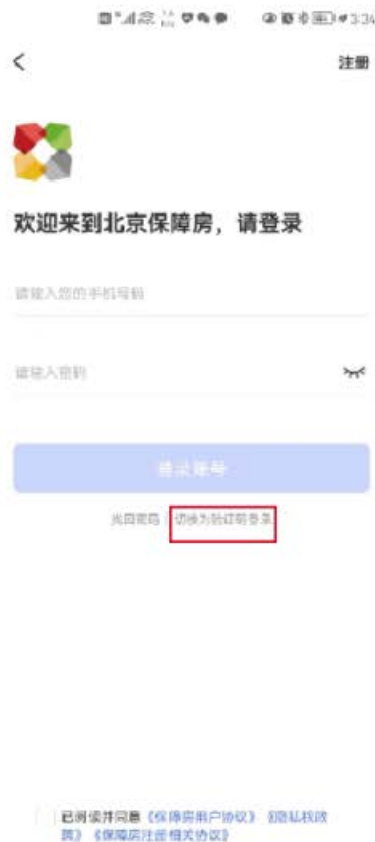 3:34
注册
欢迎来到北京保障房，请登录
请输入您的手机号码
请输入密码
登录账号
找回密码 | 切换为验证码登录
已阅读并同意《保障房用户协议》《隐私权政
策》《保障房注册相关协议》